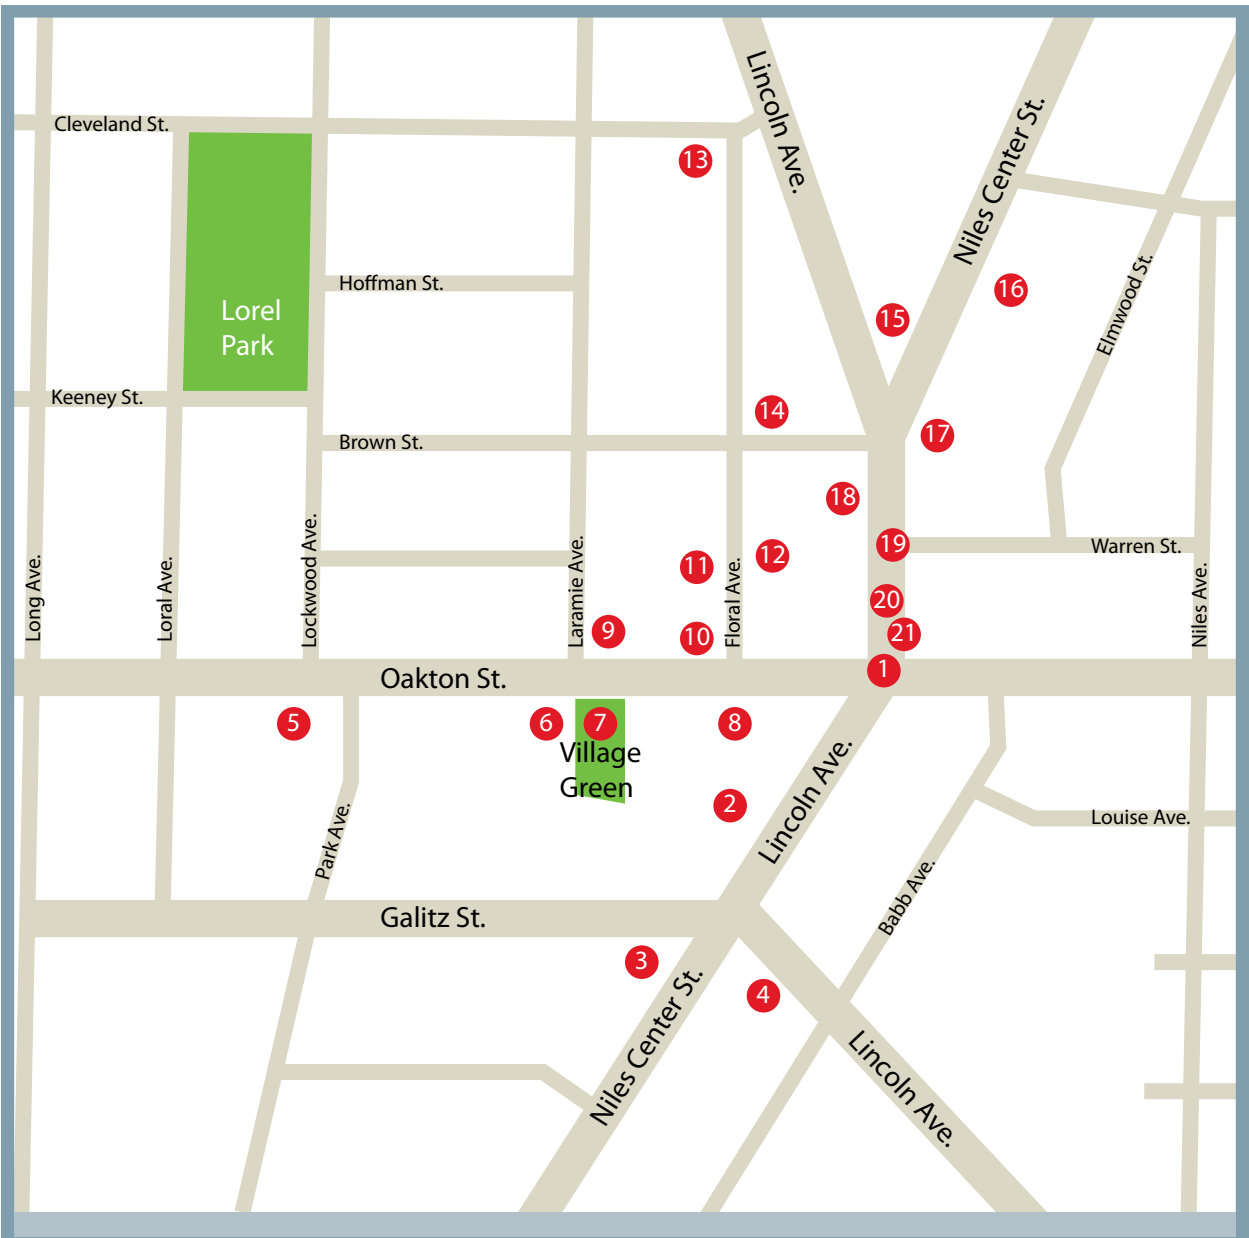 Lincoln Ave.
Niles Center St.
Cleveland St.
13
Elmwood St.
Hoffman St.
16
Lorel
Park
15
Keeney St.
14
17
Brown St.
18
Long Ave.
Loral Ave.
Lockwood Ave.
Laramie Ave.
Floral Ave.
Niles Ave.
19
Warren St.
12
11
20
9
10
21
1
Oakton St.
5
6
7
8
Village
Green
2
Lincoln Ave.
Park Ave.
Louise Ave.
Babb Ave.
Galitz St.
3
4
Niles Center St.
Lincoln Ave.